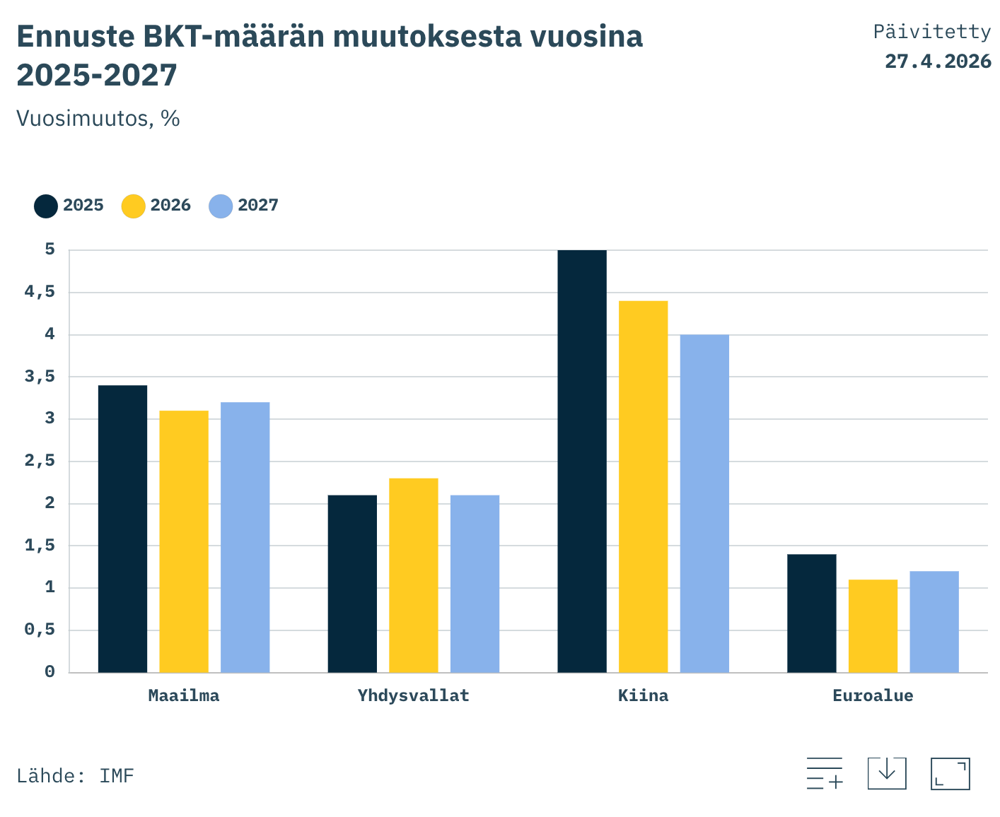 Ennuste BKT-määrän muutoksesta vuosina
2025-2027
Vuosimuutos, %
Päivitetty
27.4.2026
2025 2026 2027
5
4,5
4
3,5
3
2,5
2
1,5
1
0,5
0
Maailma Yhdysvallat Kiina Euroalue
Lähde: IMF